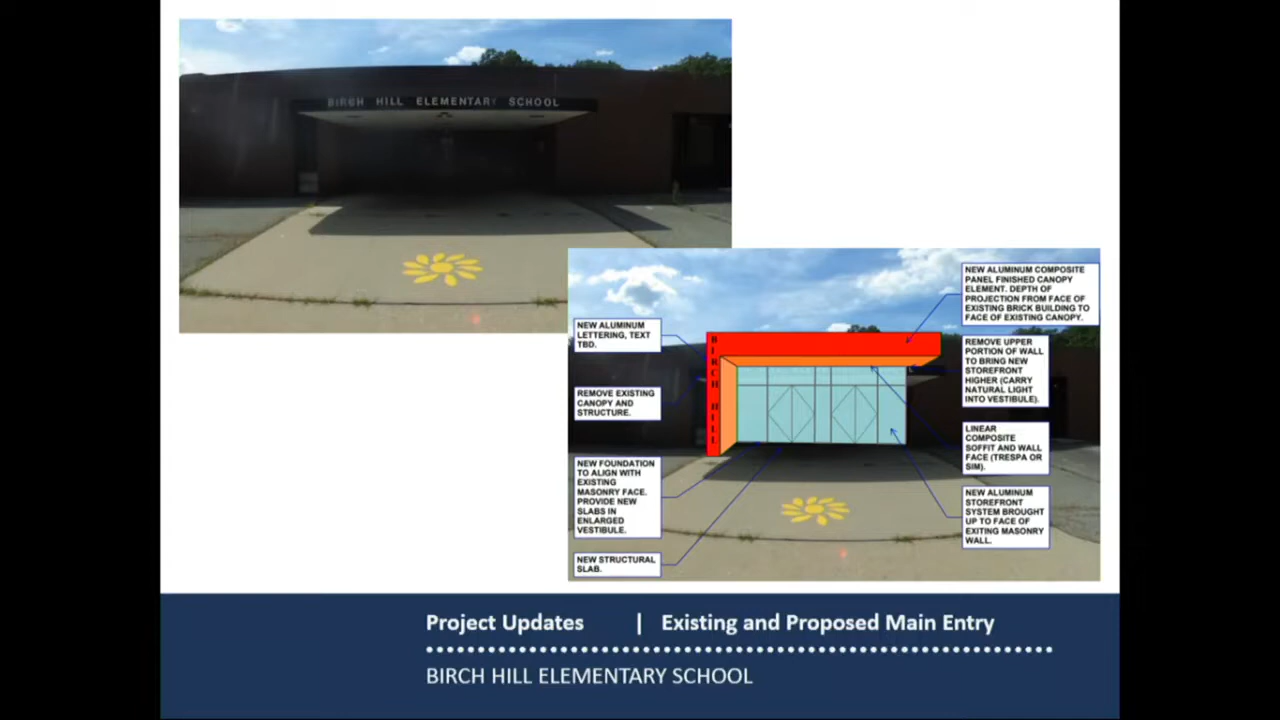 BIRCH HILL ELEMENTARY SCHOOL
NEW ALUMINUM
LETTERING, TEXT
TBD.
REMOVE EXISTING
CANOPY AND
STRUCTURE.
NEW FOUNDATION
TO ALIGN WITH
EXISTING
MASONRY FACE.
PROVIDE NEW
SLABS IN
ENLARGED
VESTIBULE.
NEW STRUCTURAL
SLAB.
BIRCH HILL
NEW ALUMINUM COMPOSITE
PANEL FINISHED CANOPY
ELEMENT. DEPTH OF
PROJECTION FROM FACE OF
EXISTING BRICK BUILDING TO
FACE OF EXISTING CANOPY.
REMOVE UPPER
PORTION OF WALL
TO BRING NEW
STOREFRONT
HIGHER (CARRY
NATURAL LIGHT
INTO VESTIBULE).
LINEAR
COMPOSITE
SOFFIT AND WALL
FACE (TRESPA OR
SIM).
NEW ALUMINUM
STOREFRONT
SYSTEM BROUGHT
UP TO FACE OF
EXITING MASONRY
WALL.
Project Updates | Existing and Proposed Main Entry
BIRCH HILL ELEMENTARY SCHOOL